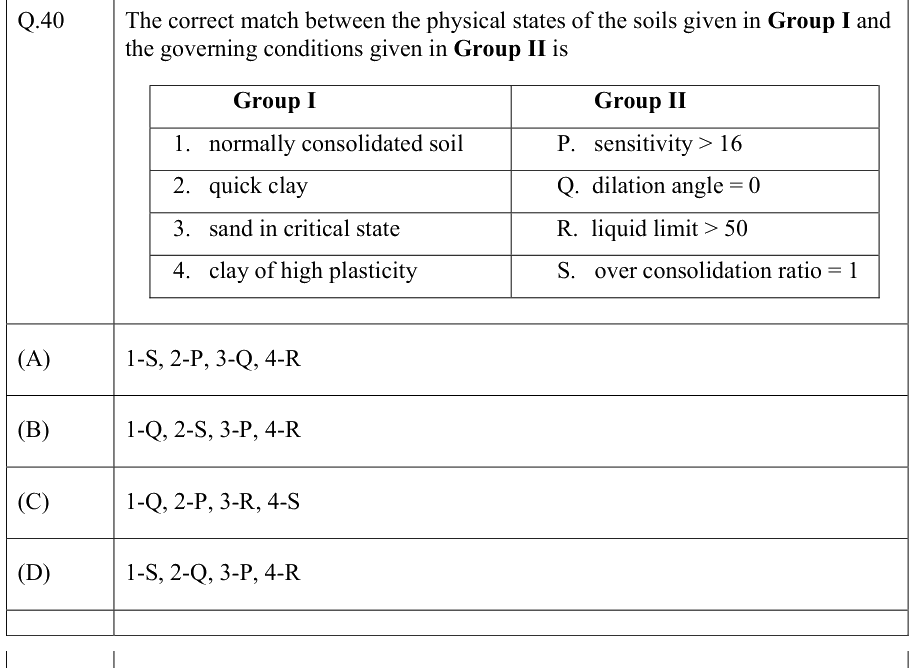 Q.40 The correct match between the physical states of the soils given in Group I and
the governing conditions given in Group II is
Group I Group II
1. normally consolidated soil P. sensitivity > 16
2. quick clay Q. dilation angle = 0
3. sand in critical state R. liquid limit > 50
4. clay of high plasticity S. over consolidation ratio = 1
(A) 1-S, 2-P, 3-Q, 4-R
(B) 1-Q, 2-S, 3-P, 4-R
(C) 1-Q, 2-P, 3-R, 4-S
(D) 1-S, 2-Q, 3-P, 4-R